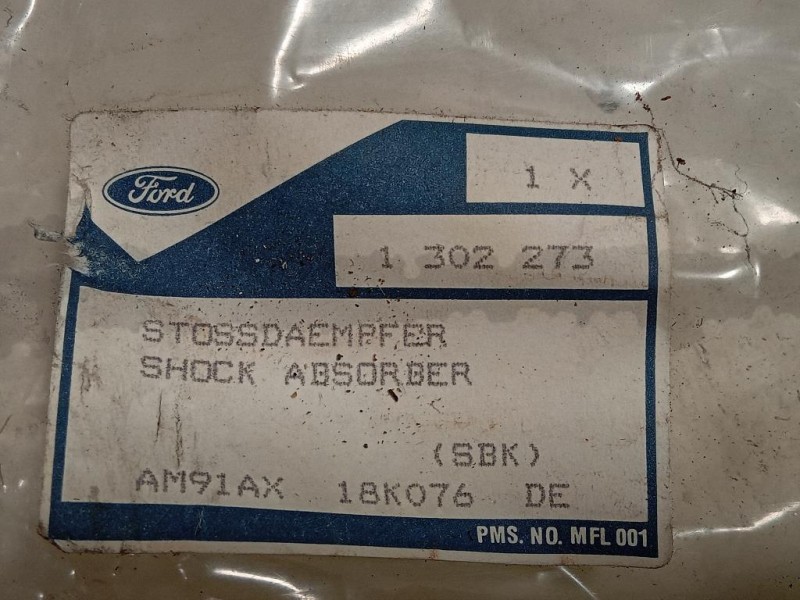 Ford
1 X
1 302 273
STOSSDAEMPFER
SHOCK ABSORBER
(SBK)
AM91AX 18K076 DE
PMS. NO. MFL 001